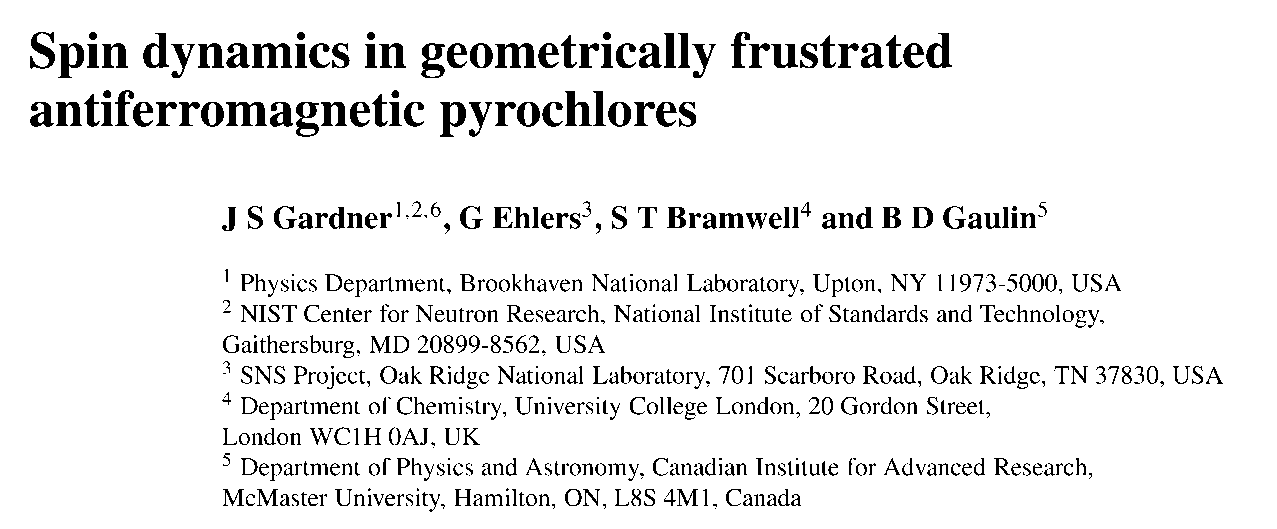 Spin dynamics in geometrically frustrated
antiferromagnetic pyrochlores
J S Gardner1,2,6, G Ehlers3, S T Bramwell4 and B D Gaulin5
1 Physics Department, Brookhaven National Laboratory, Upton, NY 11973-5000, USA
2 NIST Center for Neutron Research, National Institute of Standards and Technology,
Gaithersburg, MD 20899-8562, USA
3 SNS Project, Oak Ridge National Laboratory, 701 Scarboro Road, Oak Ridge, TN 37830, USA
4 Department of Chemistry, University College London, 20 Gordon Street,
London WC1H 0AJ, UK
5 Department of Physics and Astronomy, Canadian Institute for Advanced Research,
McMaster University, Hamilton, ON, L8S 4M1, Canada